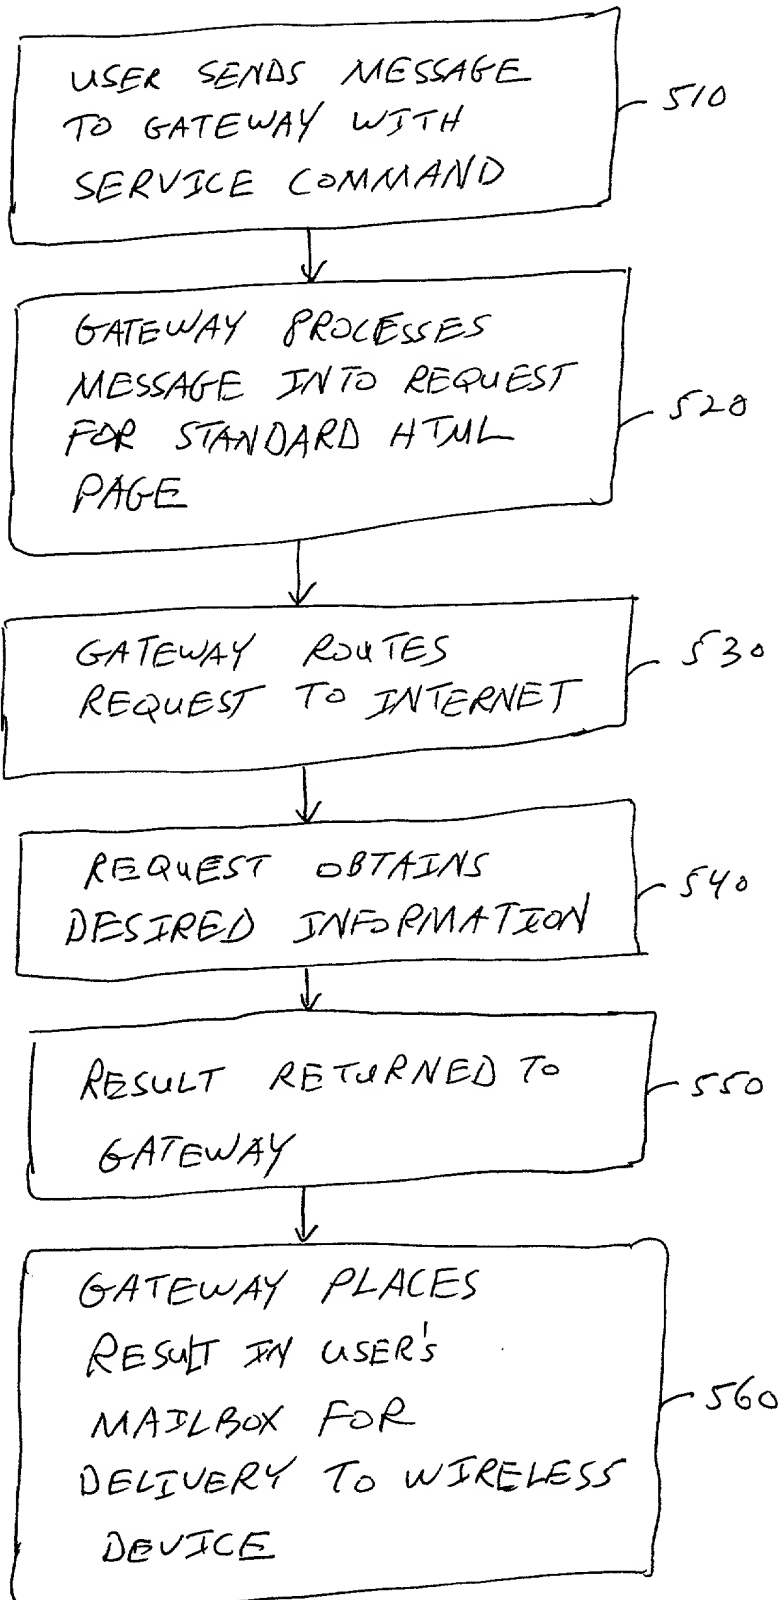 USER SENDS MESSAGE
TO GATEWAY WITH
SERVICE COMMAND
510
GATEWAY PROCESSES
MESSAGE INTO REQUEST
FOR STANDARD HTML
PAGE
520
GATEWAY ROUTES
REQUEST TO INTERNET
530
REQUEST OBTAINS
DESIRED INFORMATION
540
RESULT RETURNED TO
GATEWAY
550
GATEWAY PLACES
RESULT IN USER'S
MAILBOX FOR
DELIVERY TO WIRELESS
DEVICE
560